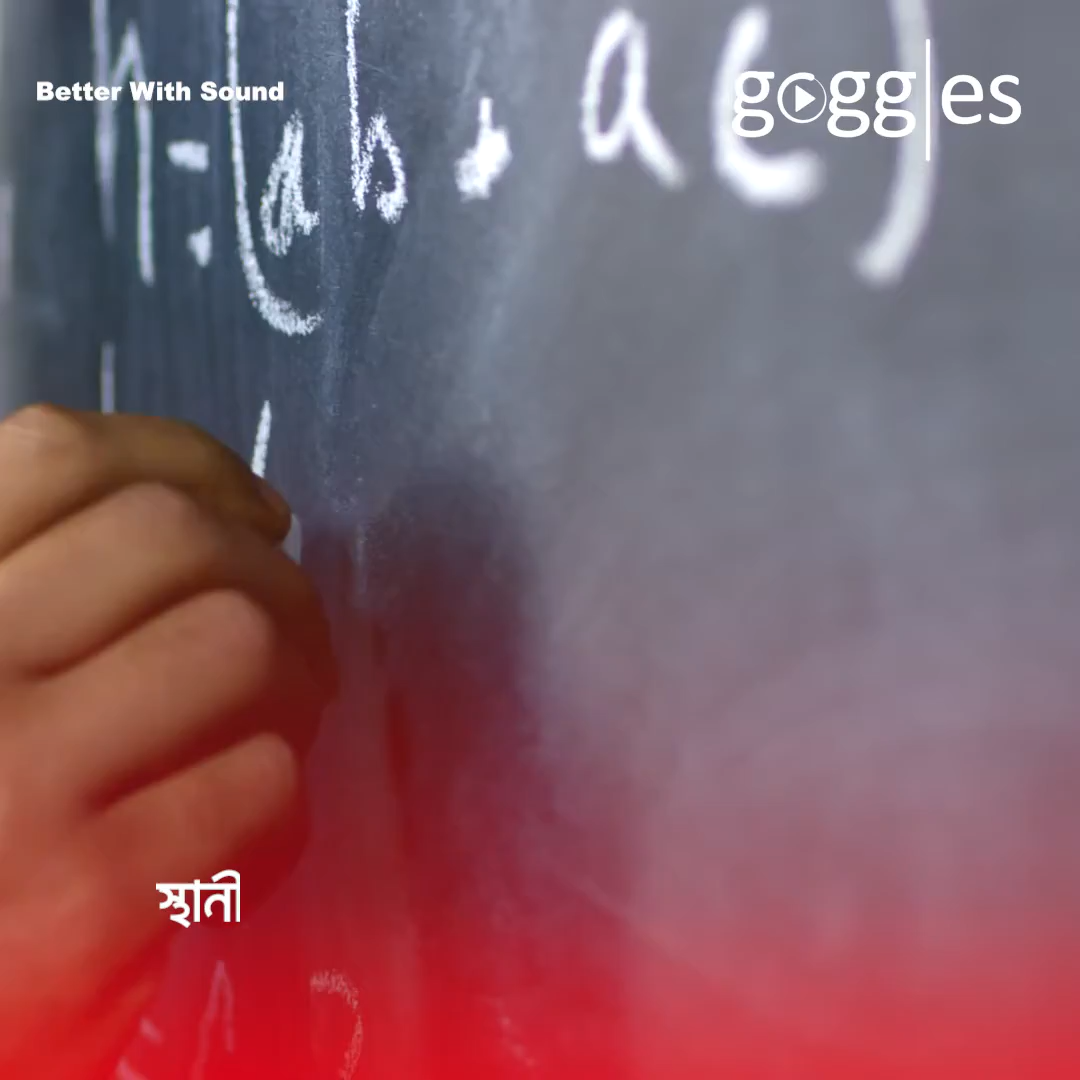 Better With Sound
goggles
h = (ab, ac)
স্থানী